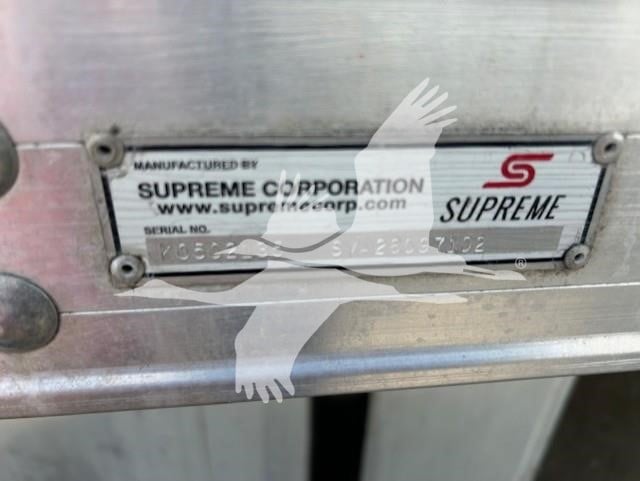 MANUFACTURED BY
SUPREME CORPORATION
www.supremecorp.com
SUPREME
SERIAL NO.
®